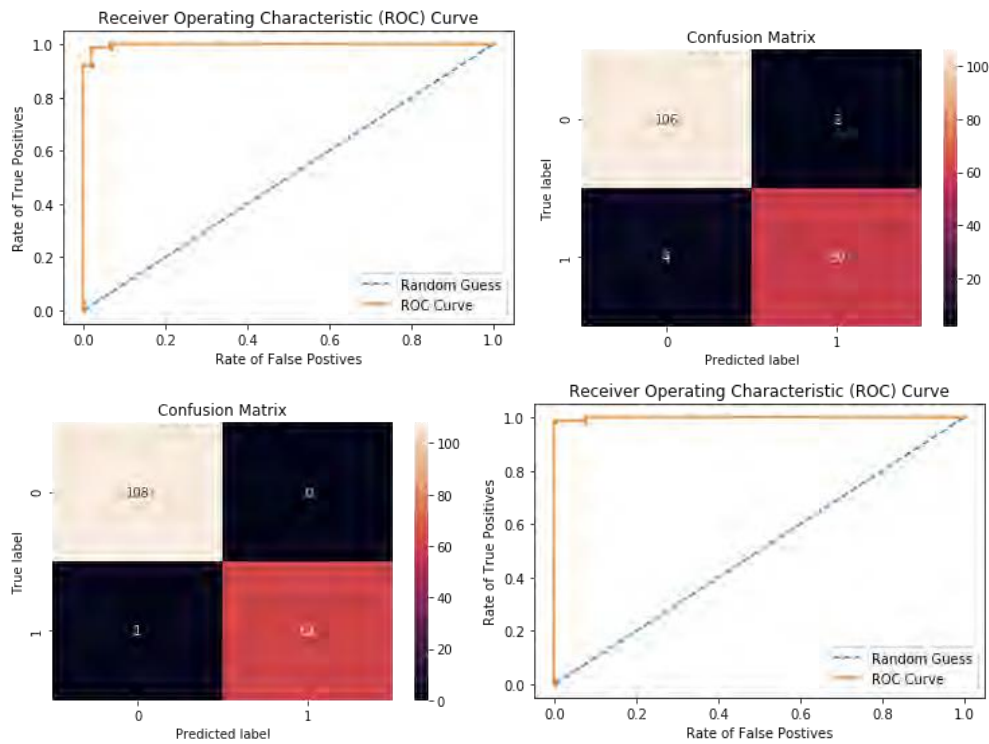 Receiver Operating Characteristic (ROC) Curve
Rate of True Positives
1.0
0.8
0.6
0.4
0.2
0.0
Random Guess
ROC Curve
0.0 0.2 0.4 0.6 0.8 1.0
Rate of False Postives
Confusion Matrix
True label
0
1
106
4
0 1
Predicted label
100
80
60
40
20
Confusion Matrix
True label
0
1
108 0
1
0 1
Predicted label
100
80
60
40
20
0
Receiver Operating Characteristic (ROC) Curve
Rate of True Positives
1.0
0.8
0.6
0.4
0.2
0.0
Random Guess
ROC Curve
0.0 0.2 0.4 0.6 0.8 1.0
Rate of False Postives